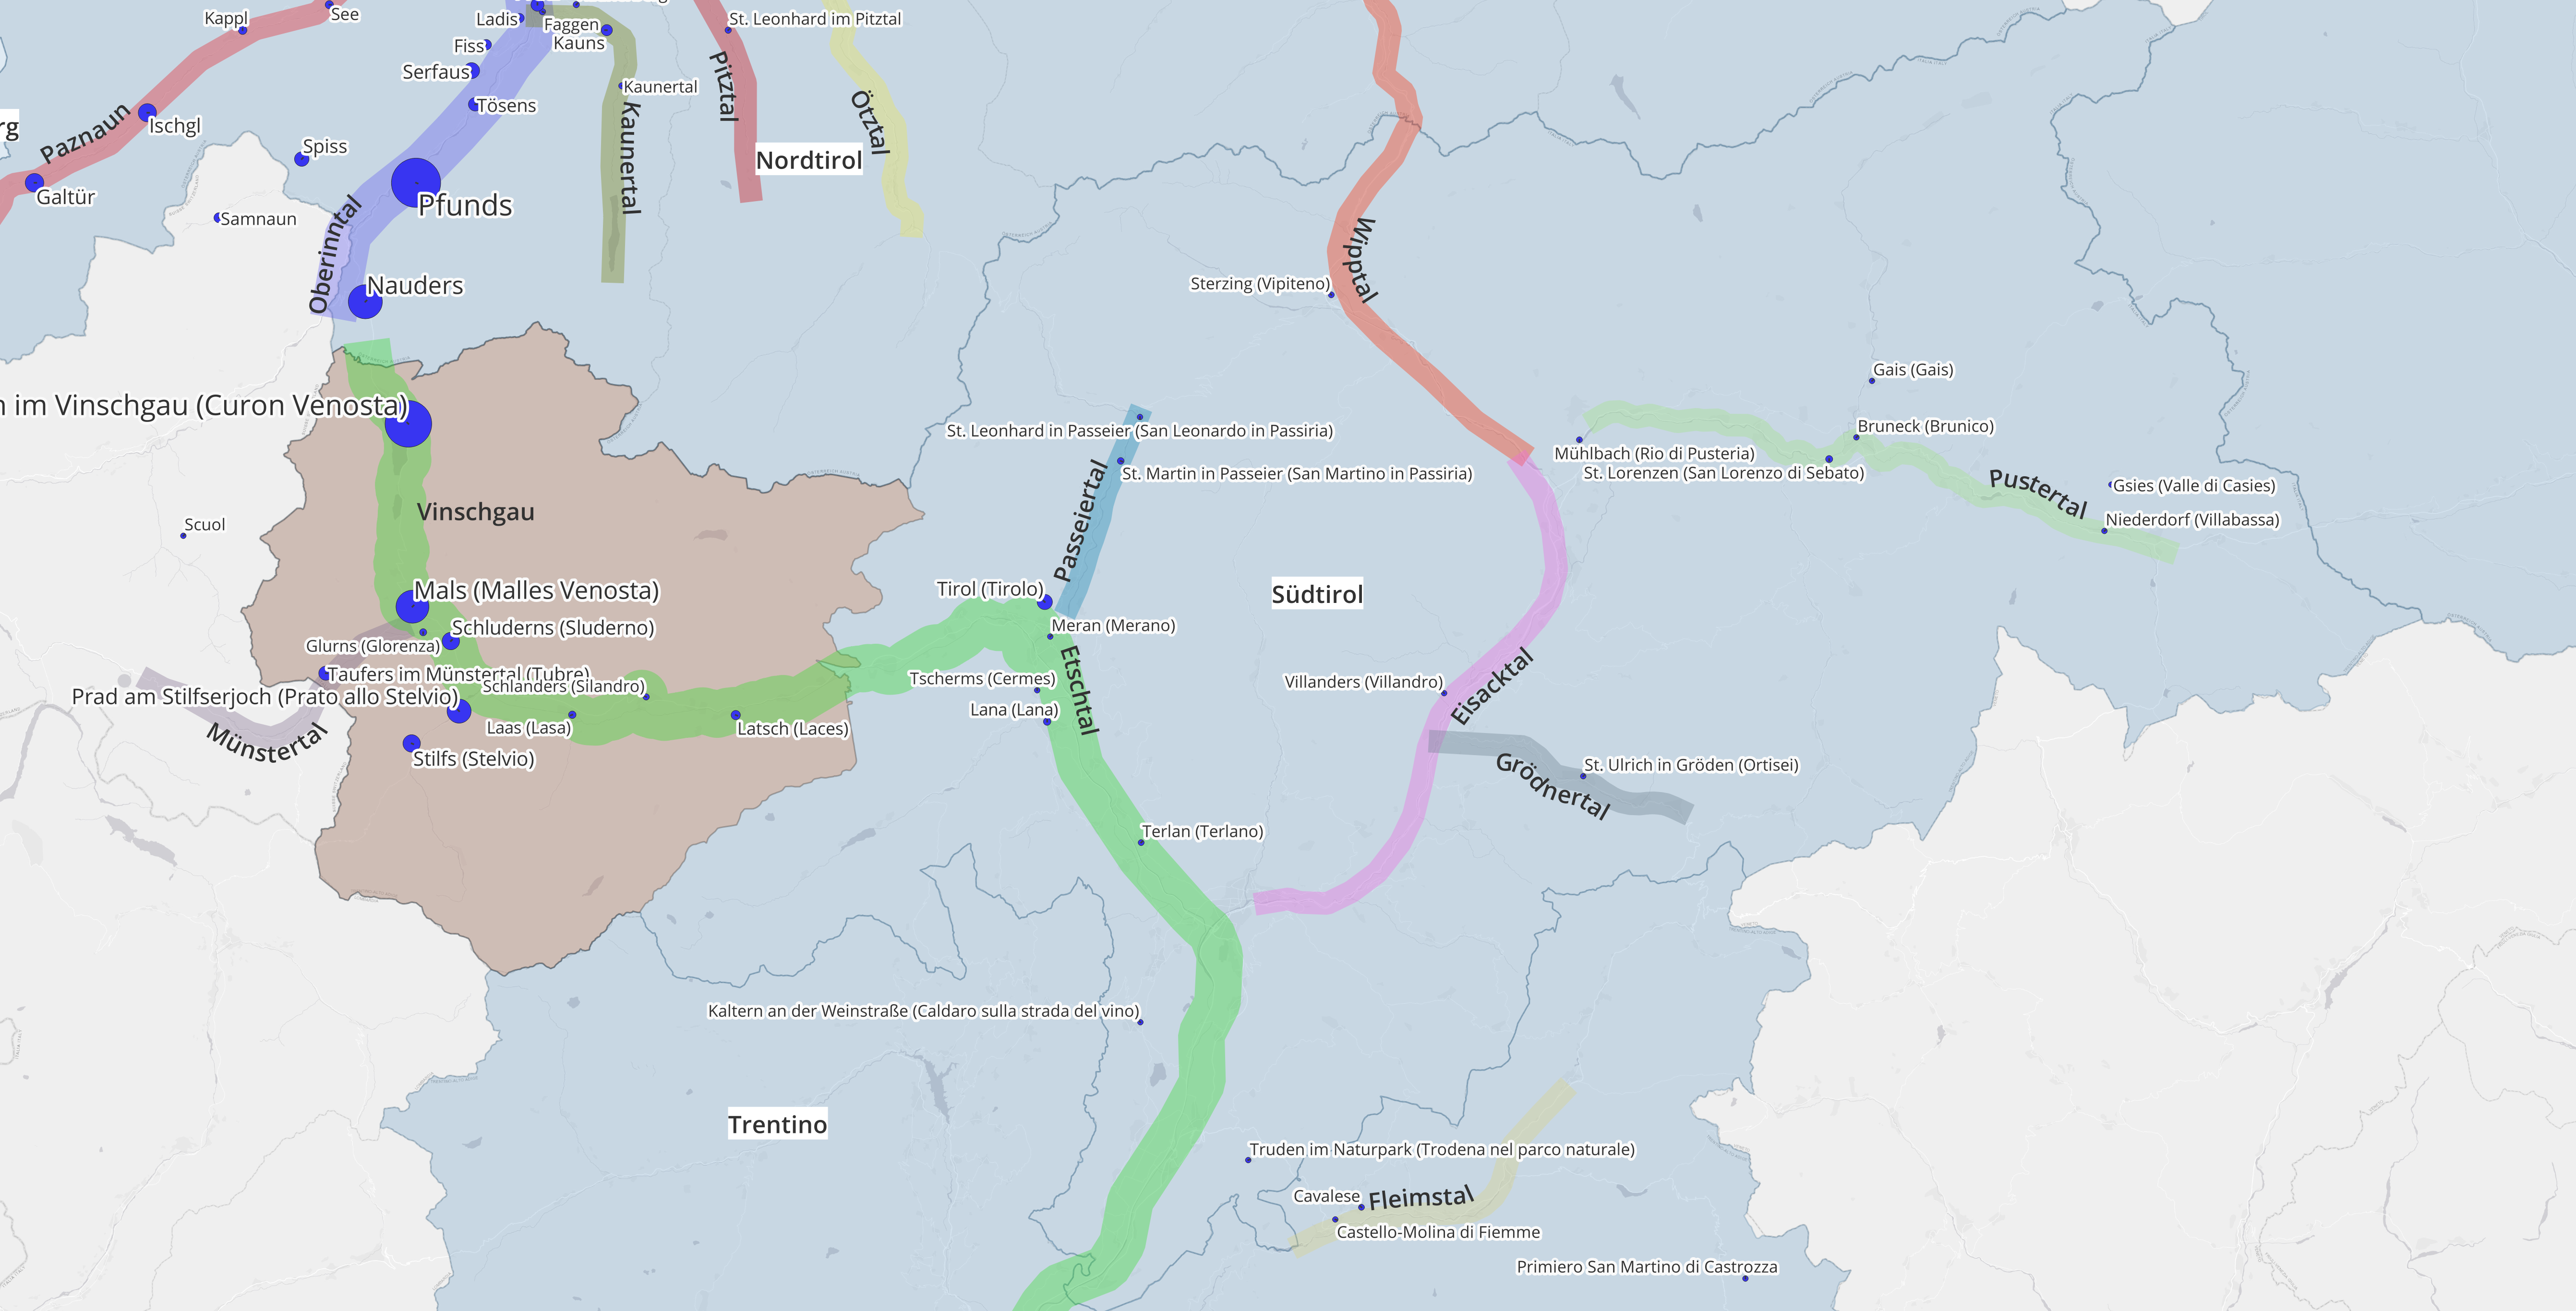 Kappl
See
Ladis
Faggen
Kauns
Fiss
Serfaus
Tösens
St. Leonhard im Pitztal
Pitztal
Kaunertal
Kaunertal
Ötztal
Nordtirol
Paznaun
Ischgl
rg
Galtür
Spiss
Samnaun
Pfunds
Oberinntal
Nauders
Wipptal
Sterzing (Vipiteno)
n im Vinschgau (Curon Venosta)
Gais (Gais)
Bruneck (Brunico)
St. Leonhard in Passeier (San Leonardo in Passiria)
Mühlbach (Rio di Pusteria)
St. Martin in Passeier (San Martino in Passiria)
St. Lorenzen (San Lorenzo di Sebato)
Pustertal
Gsies (Valle di Casies)
Niederdorf (Villabassa)
Vinschgau
Scuol
Passeiertal
Mals (Malles Venosta)
Tirol (Tirolo)
Südtirol
Schluderns (Sluderno)
Meran (Merano)
Glurns (Glorenza)
Taufers im Münstertal (Tubre)
Schlanders (Silandro)
Prad am Stilfserjoch (Prato allo Stelvio)
Tscherms (Cermes)
Etschtal
Villanders (Villandro)
Eisacktal
Lana (Lana)
Laas (Lasa)
Latsch (Laces)
Münstertal
Stilfs (Stelvio)
Grödnertal
St. Ulrich in Gröden (Ortisei)
Terlan (Terlano)
Kaltern an der Weinstraße (Caldaro sulla strada del vino)
Trentino
Truden im Naturpark (Trodena nel parco naturale)
Cavalese
Fleimstal
Castello-Molina di Fiemme
Primiero San Martino di Castrozza